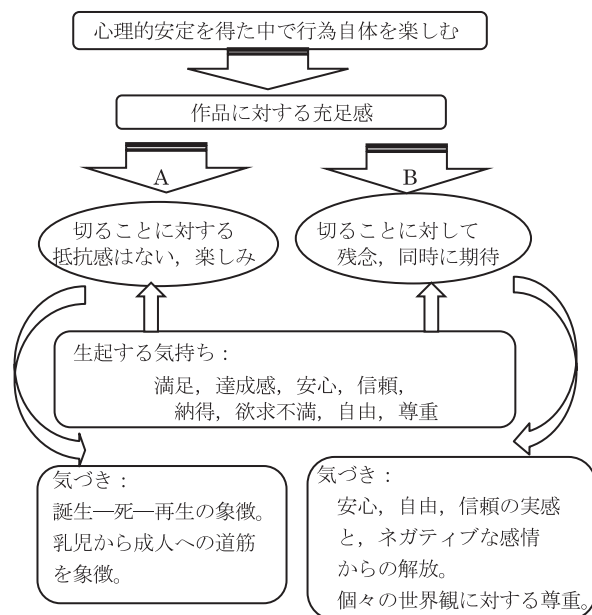 心理的安定を得た中で行為自体を楽しむ
作品に対する充足感
A
B
切ることに対する
抵抗感はない，楽しみ
切ることに対して
残念，同時に期待
生起する気持ち：
満足，達成感，安心，信頼，
納得，欲求不満，自由，尊重
気づき：
誕生―死―再生の象徴。
乳児から成人への道筋
を象徴。
気づき：
安心，自由，信頼の実感
と，ネガティブな感情
からの解放。
個々の世界観に対する尊重。